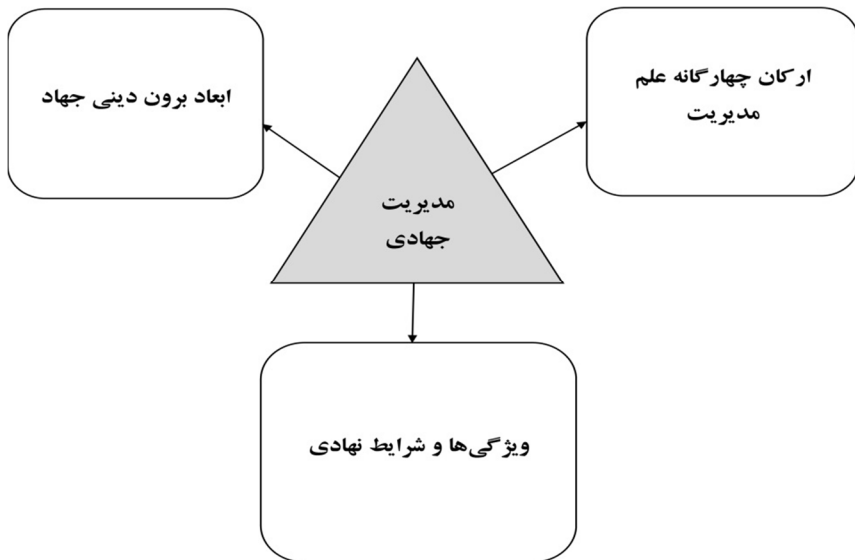 ارکان چهارگانه علم
مدیریت
ابعاد برون دینی جهاد
مدیریت
جهادی
ویژگی‌ها و شرایط نهادی